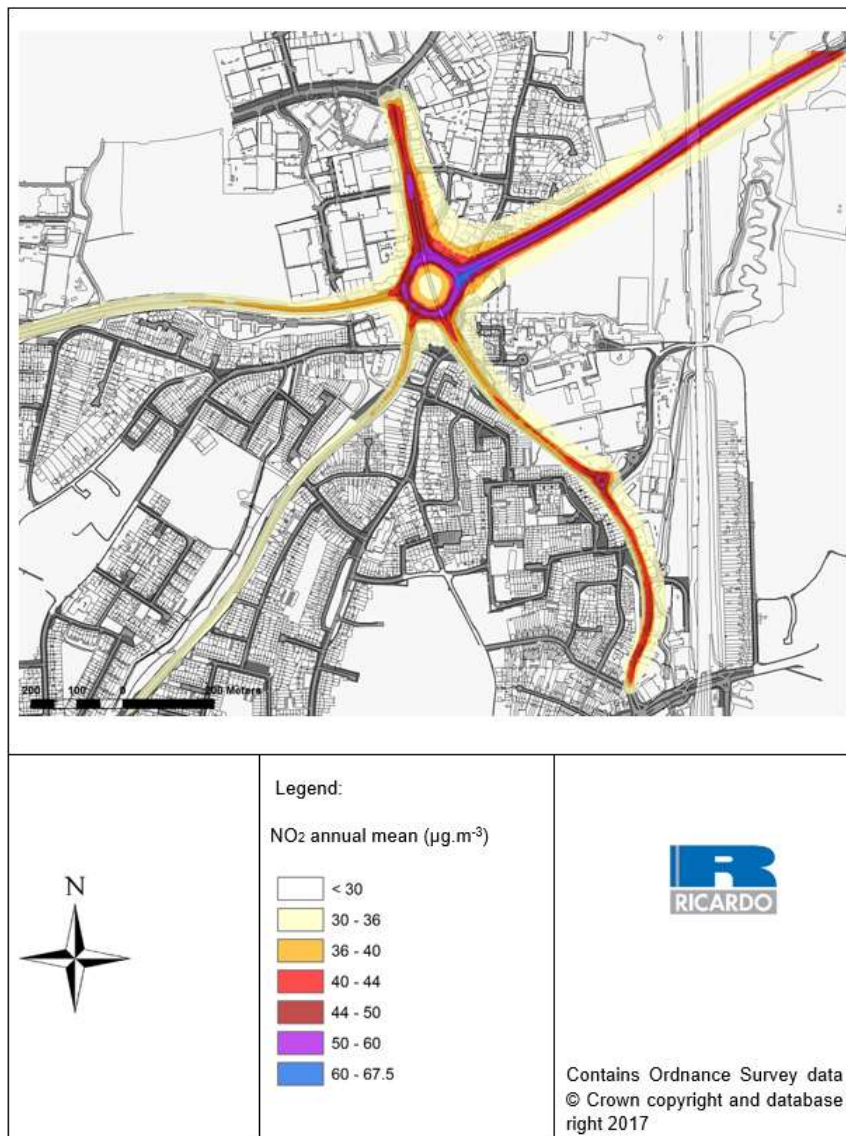 200 100 0 200 Meters
N
Legend:
NO₂ annual mean (µg.m⁻³)
< 30
30 - 36
36 - 40
40 - 44
44 - 50
50 - 60
60 - 67.5
R
RICARDO
Contains Ordnance Survey data
© Crown copyright and database
right 2017